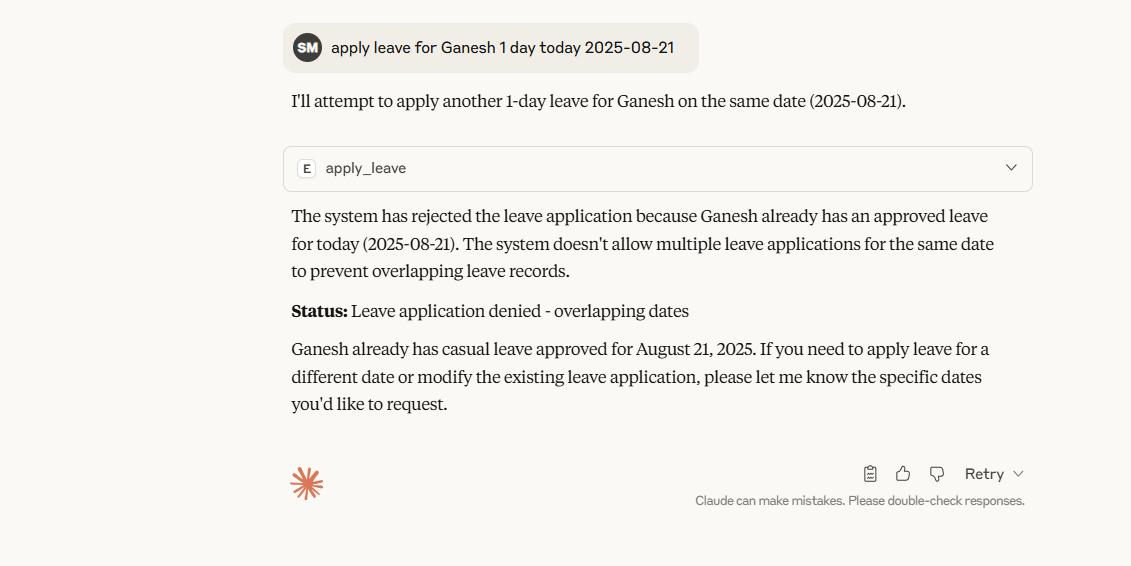 SM apply leave for Ganesh 1 day today 2025-08-21
I'll attempt to apply another 1-day leave for Ganesh on the same date (2025-08-21).
E apply_leave
The system has rejected the leave application because Ganesh already has an approved leave
for today (2025-08-21). The system doesn't allow multiple leave applications for the same date
to prevent overlapping leave records.
Status: Leave application denied - overlapping dates
Ganesh already has casual leave approved for August 21, 2025. If you need to apply leave for a
different date or modify the existing leave application, please let me know the specific dates
you'd like to request.
Retry
Claude can make mistakes. Please double-check responses.